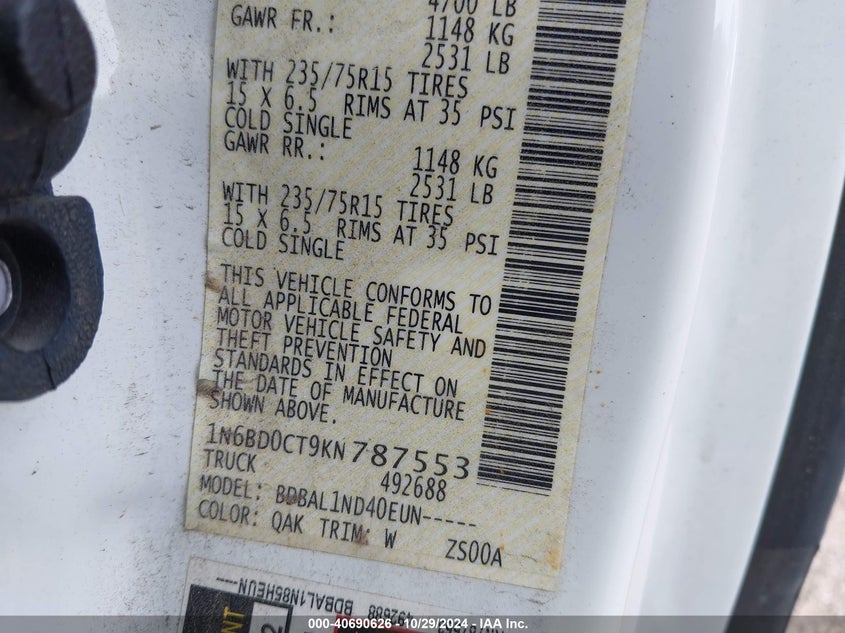 4700 LB
GAWR FR.: 1148 KG
2531 LB
WITH 235/75R15 TIRES
15 X 6.5 RIMS AT 35 PSI
COLD SINGLE
GAWR RR.: 1148 KG
2531 LB
WITH 235/75R15 TIRES
15 X 6.5 RIMS AT 35 PSI
COLD SINGLE
THIS VEHICLE CONFORMS TO
ALL APPLICABLE FEDERAL
MOTOR VEHICLE SAFETY AND
THEFT PREVENTION
STANDARDS IN EFFECT ON
THE DATE OF MANUFACTURE
SHOWN ABOVE.
1N6BD0CT9KN787553
TRUCK 492688
MODEL: BDBAL1ND40EUN-----
COLOR: QAK TRIM: W ZS00A
492688 BDBAL1N85HEUN
000-40690626 - 10/29/2024 - IAA Inc.